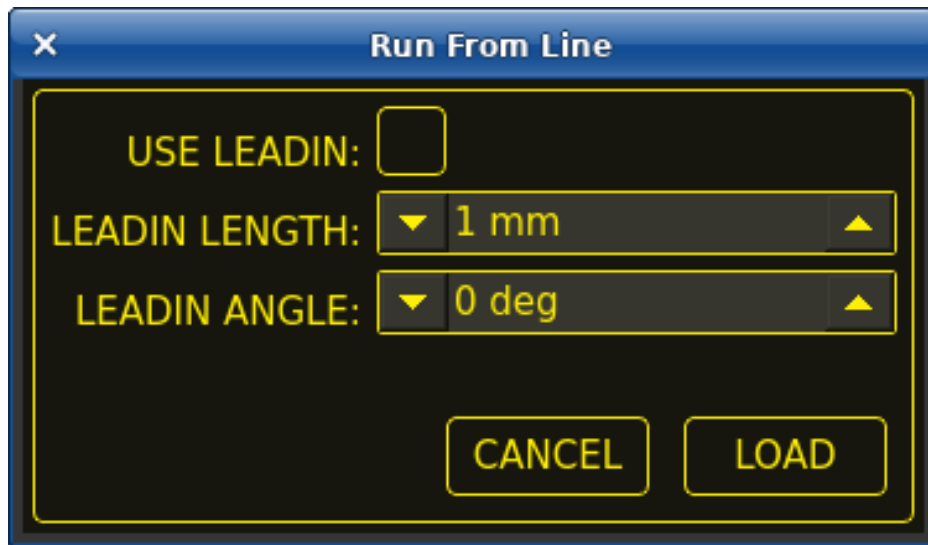 Run From Line
USE LEADIN:
LEADIN LENGTH: 1 mm
LEADIN ANGLE: 0 deg
CANCEL LOAD